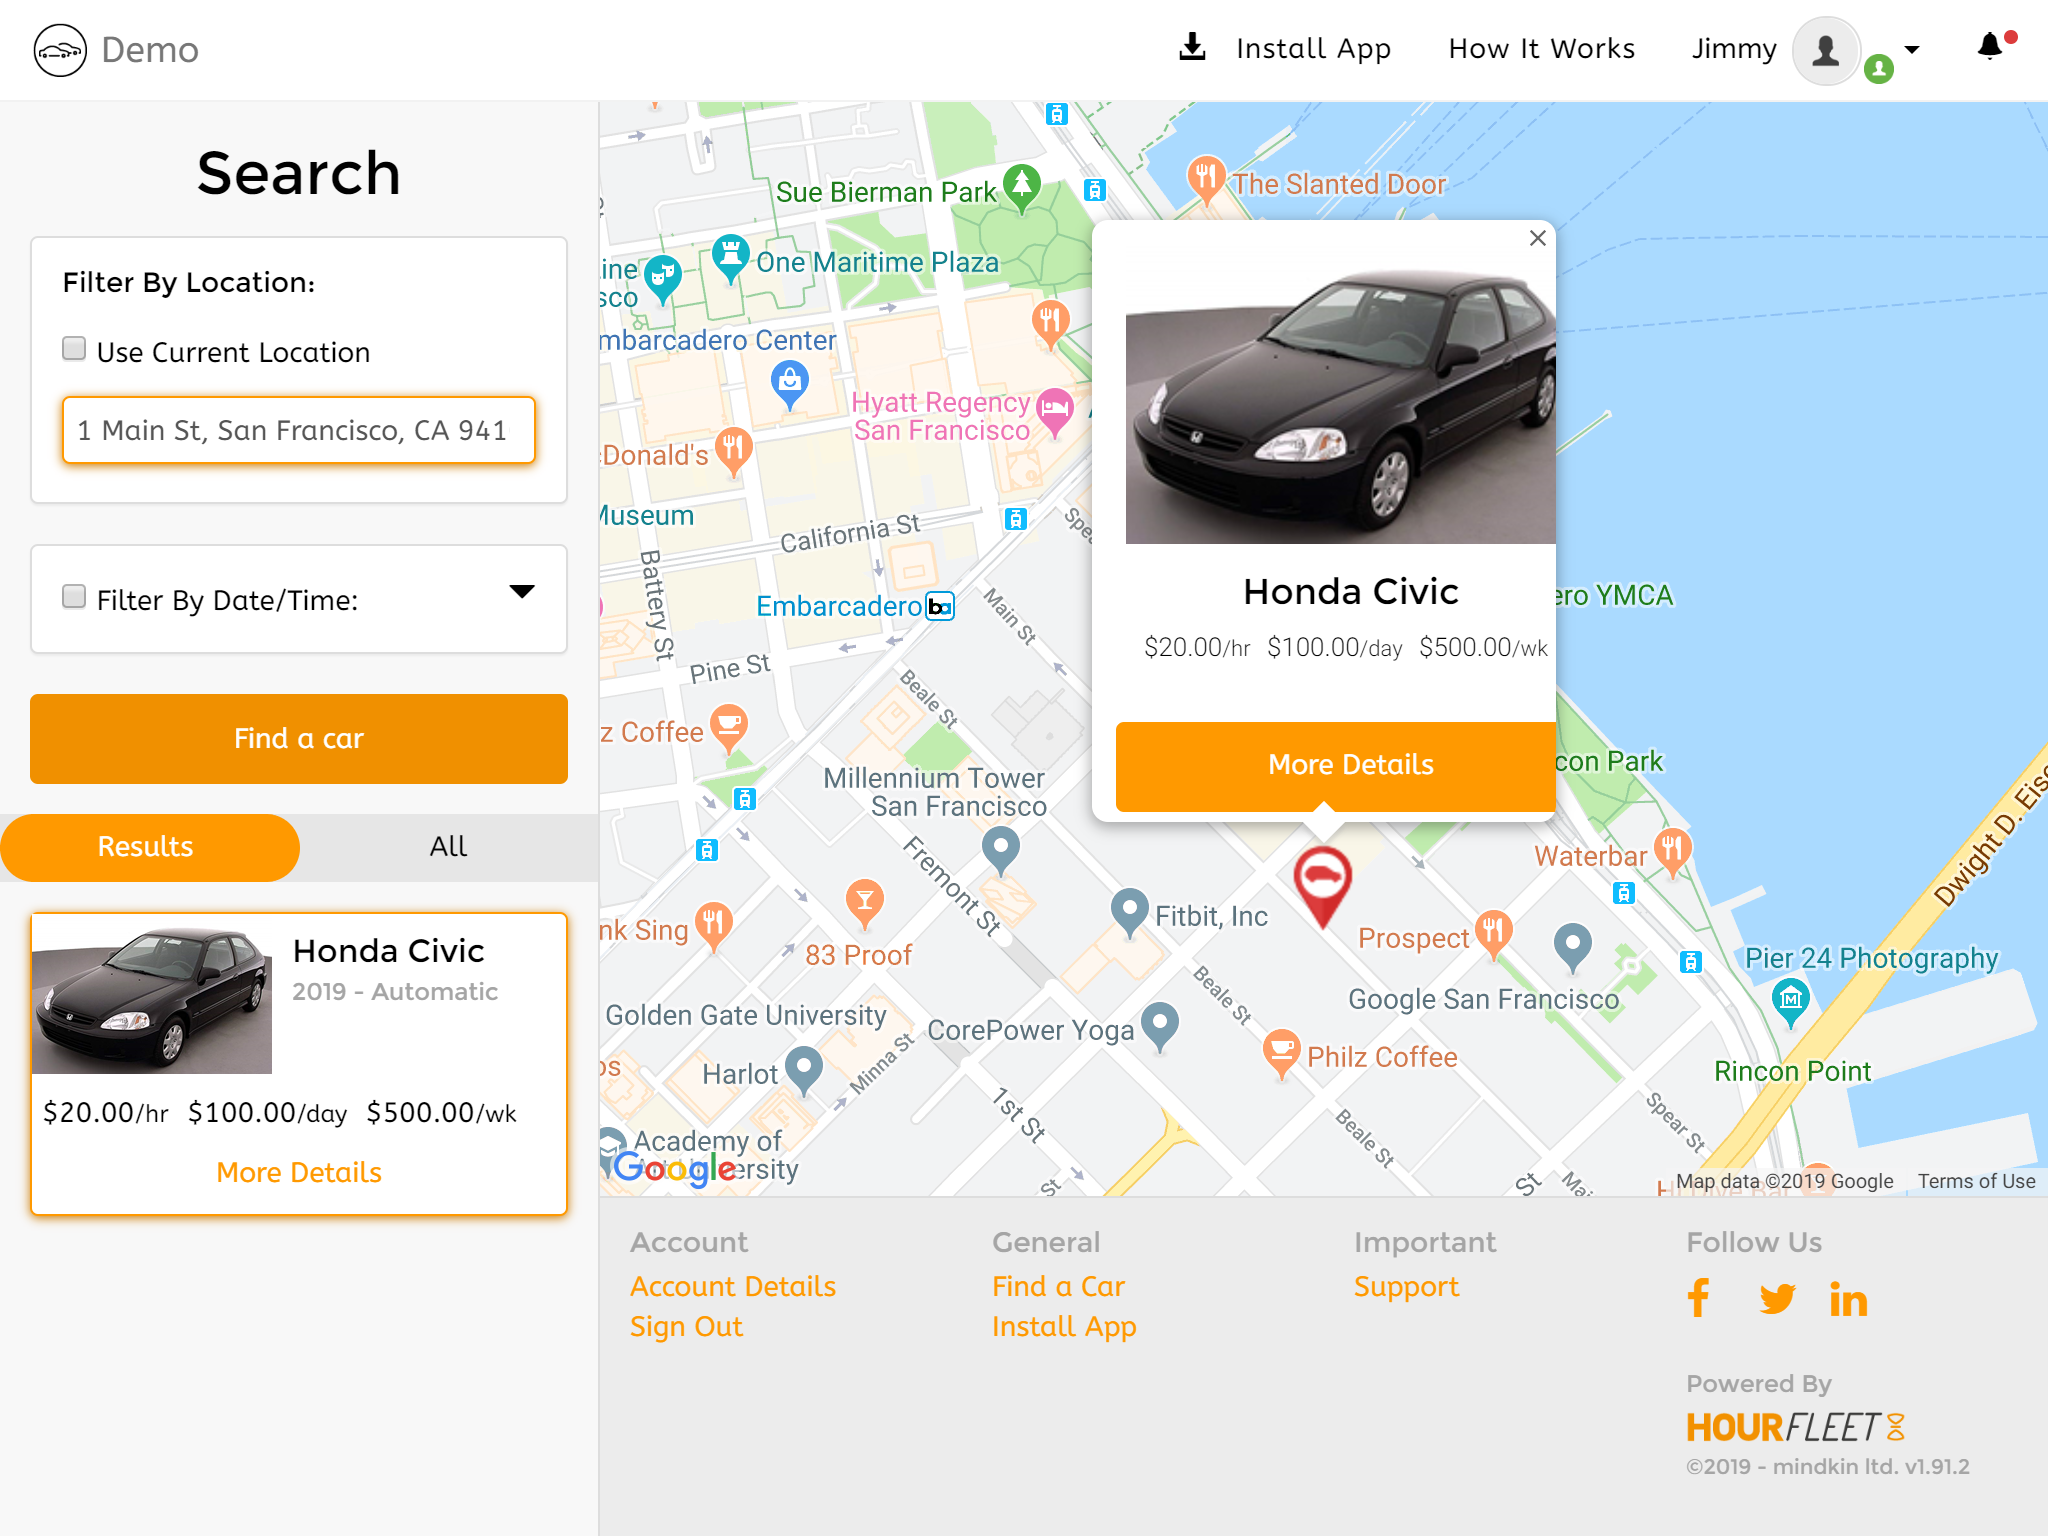 Demo
Install App
How It Works
Jimmy
Search
Filter By Location:
Use Current Location
1 Main St, San Francisco, CA 941
Filter By Date/Time:
Find a car
Results
All
Honda Civic
2019 - Automatic
$20.00/hr $100.00/day $500.00/wk
More Details
The Slanted Door
Sue Bierman Park
One Maritime Plaza
mbarcadero Center
Hyatt Regency
San Francisco
Donald's
Museum
California St
Battery St
Embarcadero
ba
Main St
Pine St
Beale St
z Coffee
Millennium Tower
San Francisco
Fremont St
nk Sing
83 Proof
Fitbit, Inc
Honda Civic
$20.00/hr $100.00/day $500.00/wk
More Details
ero YMCA
con Park
Waterbar
Dwight D. Eis
Prospect
Pier 24 Photography
Google San Francisco
Beale St
Golden Gate University
CorePower Yoga
Minna St
Harlot
Philz Coffee
Rincon Point
1st St
Beale St
Spear St
Academy of
ersity
Google
St
St
Mai
Map data ©2019 Google
Terms of Use
Account
Account Details
Sign Out
General
Find a Car
Install App
Important
Support
Follow Us
Powered By
HOURFLEET
©2019 - mindkin ltd. v1.91.2